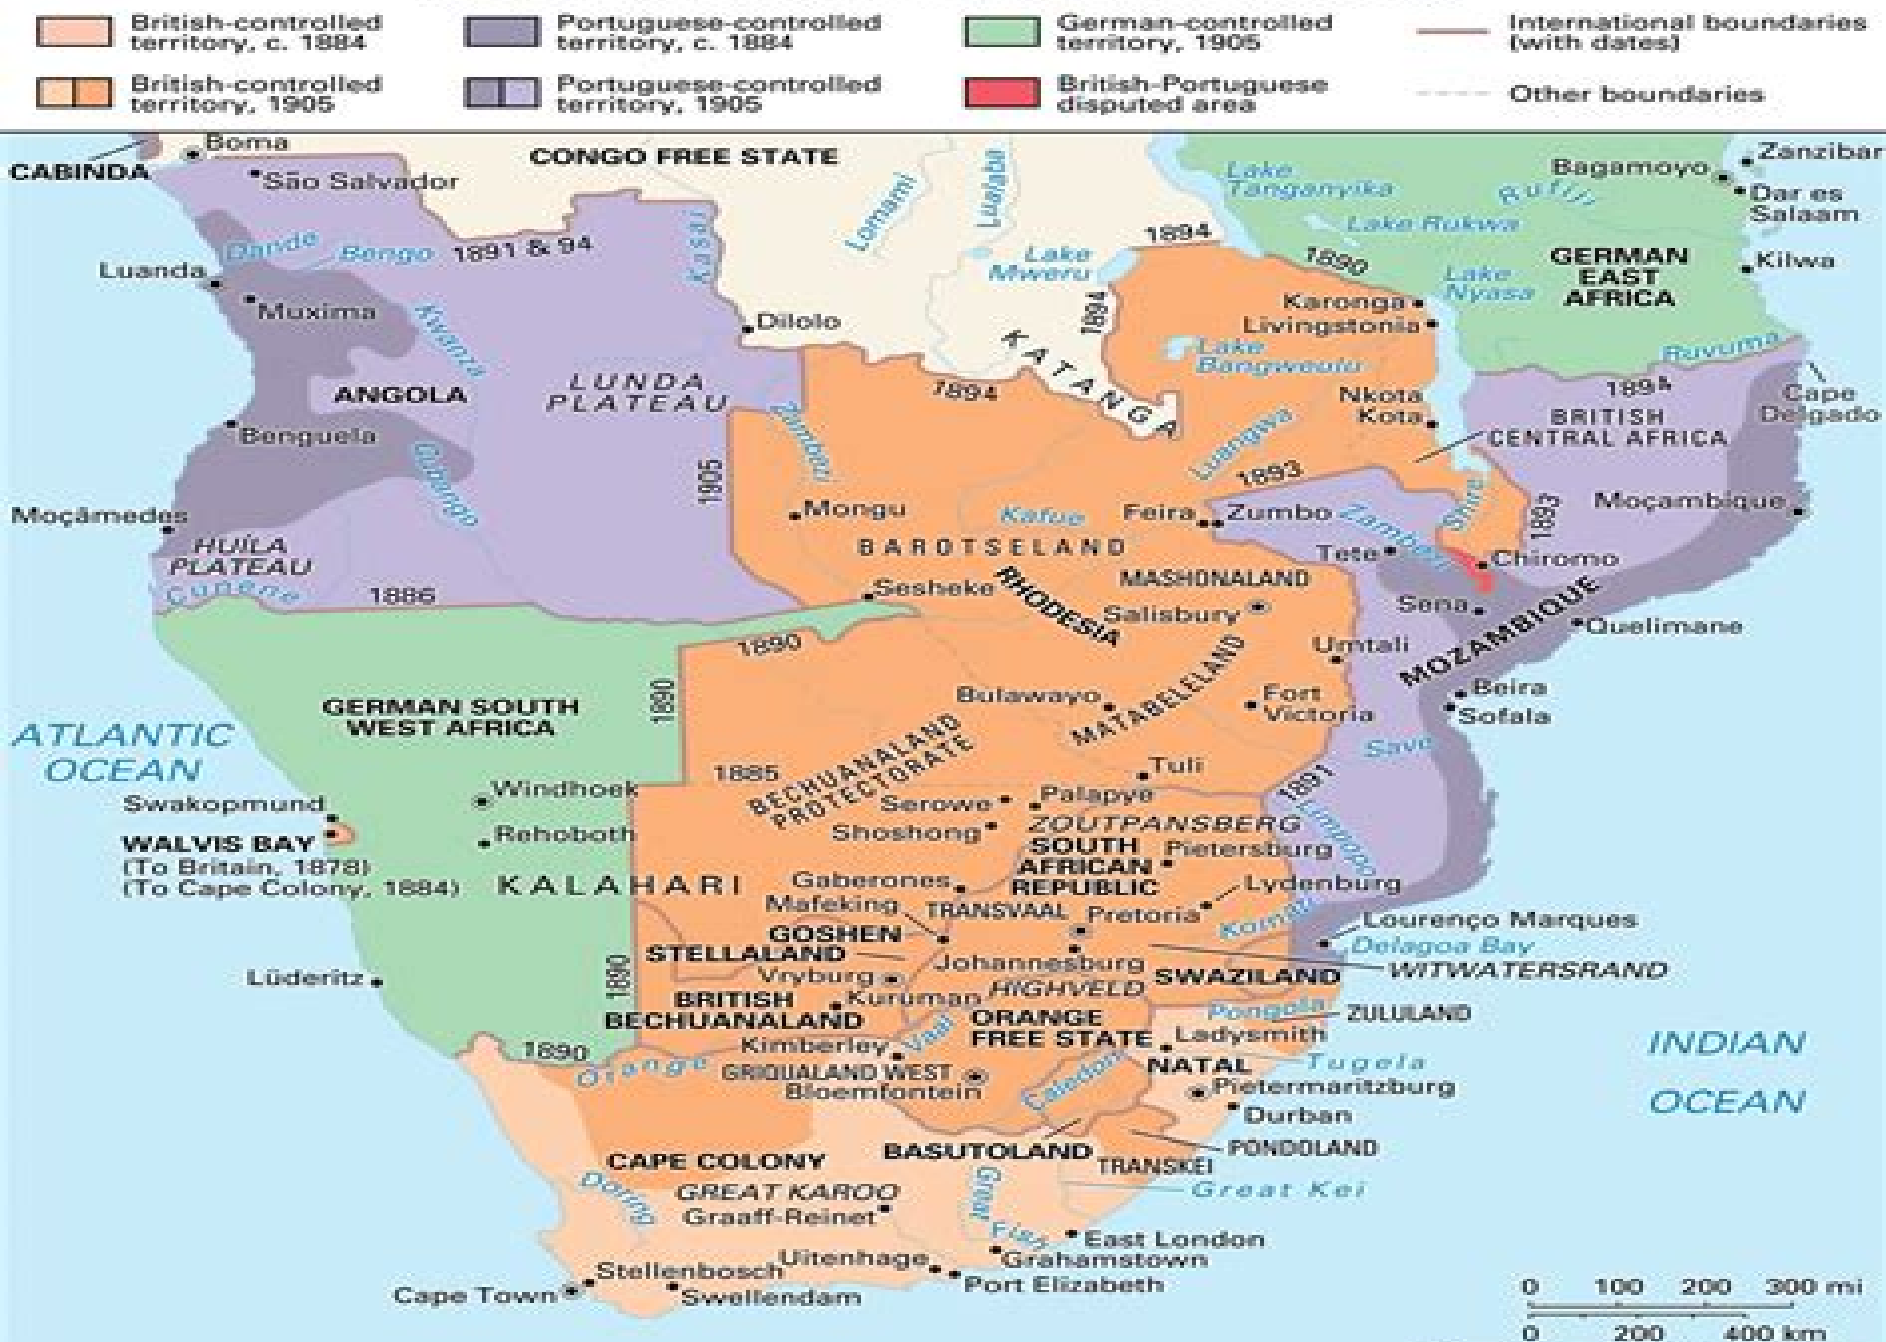 British-controlled
territory, c. 1884
Portuguese-controlled
territory, c. 1884
German-controlled
territory, 1905
International boundaries
(with dates)
British-controlled
territory, 1905
Portuguese-controlled
territory, 1905
British-Portuguese
disputed area
Other boundaries
Boma
CABINDA
São Salvador
CONGO FREE STATE
Lomami
Lualaba
Lake
Tanganyika
Bagamoyo
Zanzibar
Rufiji
Dar es
Salaam
Lake Rukwa
Dande
Bengo
1891 & 94
Kasai
Lake
Mweru
1894
1890
Lake
Nyasa
GERMAN
EAST
AFRICA
Kilwa
Luanda
Muxima
Kwanza
Dilolo
1894
Karonga
Livingstonia
KATANGA
Lake
Bangweulu
Ruvuma
ANGOLA
LUNDA
PLATEAU
1894
Nkota
Kota
1894
Cape
Delgado
BRITISH
CENTRAL AFRICA
Benguela
Cubango
Zambezi
1905
Luangwa
1893
Shire
1893
Moçâmedes
Mongu
Kafue
Feira
Zumbo
Zambezi
Moçambique
HUÍLA
PLATEAU
BAROTSELAND
Tete
Chiromo
Cunene
1886
Sesheke
RHODESIA
MASHONALAND
Salisbury
Sena
MOZAMBIQUE
Quelimane
1890
Umtali
GERMAN SOUTH
WEST AFRICA
1890
Bulawayo
MATABELELAND
Fort
Victoria
Beira
Sofala
ATLANTIC
OCEAN
BECHUANALAND
PROTECTORATE
Save
1885
Tuli
1891
Windhoek
Swakopmund
Serowe
Palapye
Limpopo
WALVIS BAY
(To Britain, 1878)
(To Cape Colony, 1884)
Rehoboth
Shoshong
ZOUTPANSBERG
SOUTH
AFRICAN
REPUBLIC
Pietersburg
KALAHARI
Gaberones
Lydenburg
Mafeking
TRANSVAAL
Pretoria
Komati
Lourenço Marques
GOSHEN
Delagoa Bay
STELLALAND
Johannesburg
WITWATERSRAND
Lüderitz
1890
Vryburg
SWAZILAND
BRITISH
BECHUANALAND
Kuruman
HIGHVELD
Pongola
ZULULAND
ORANGE
FREE STATE
Ladysmith
INDIAN
OCEAN
1890
Orange
Kimberley
Vaal
Tugela
GRIQUALAND WEST
NATAL
Bloemfontein
Caledon
Pietermaritzburg
Durban
CAPE COLONY
BASUTOLAND
PONDOLAND
TRANSKEI
Doring
GREAT KAROO
Great Kei
Graaff-Reinet
Great
Fish
East London
Uitenhage
Grahamstown
Stellenbosch
Port Elizabeth
Cape Town
Swellendam
0 100 200 300 mi
0 200 400 km